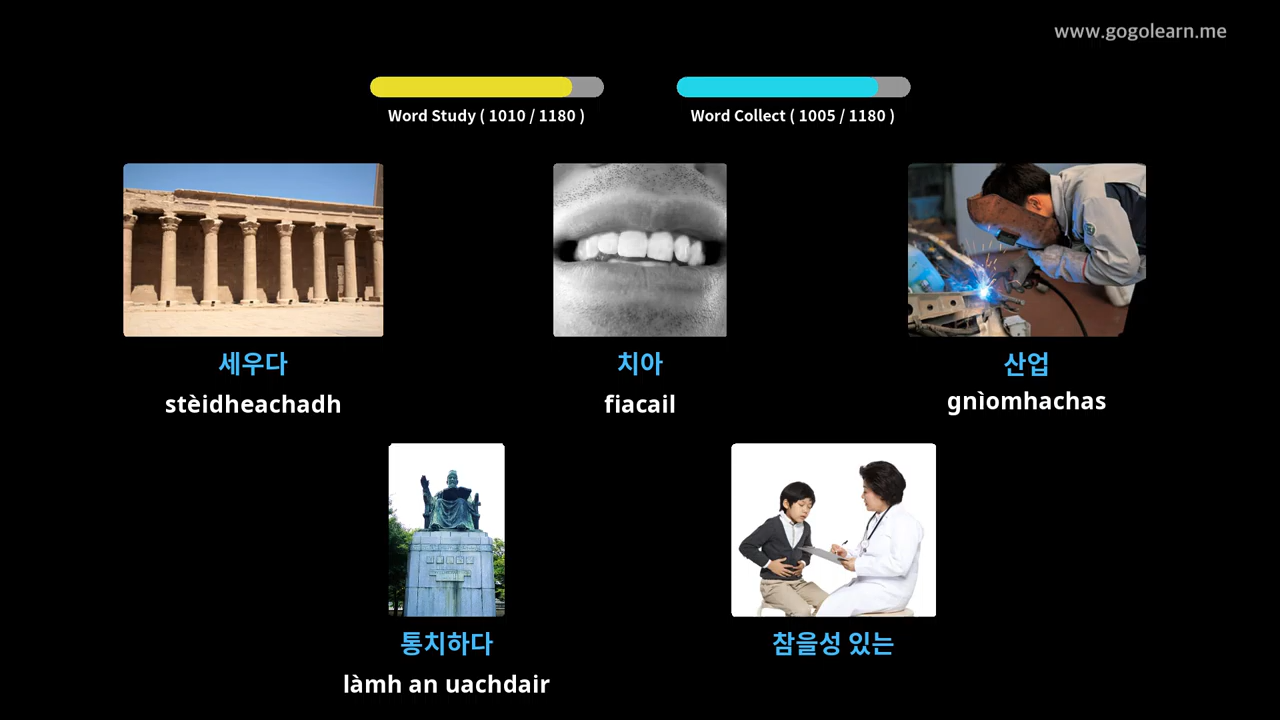 www.gogolearn.me
Word Study ( 1010 / 1180 )
Word Collect ( 1005 / 1180 )
세우다
stèidheachadh
치아
fiacail
산업
gnìomhachas
통치하다
làmh an uachdair
참을성 있는